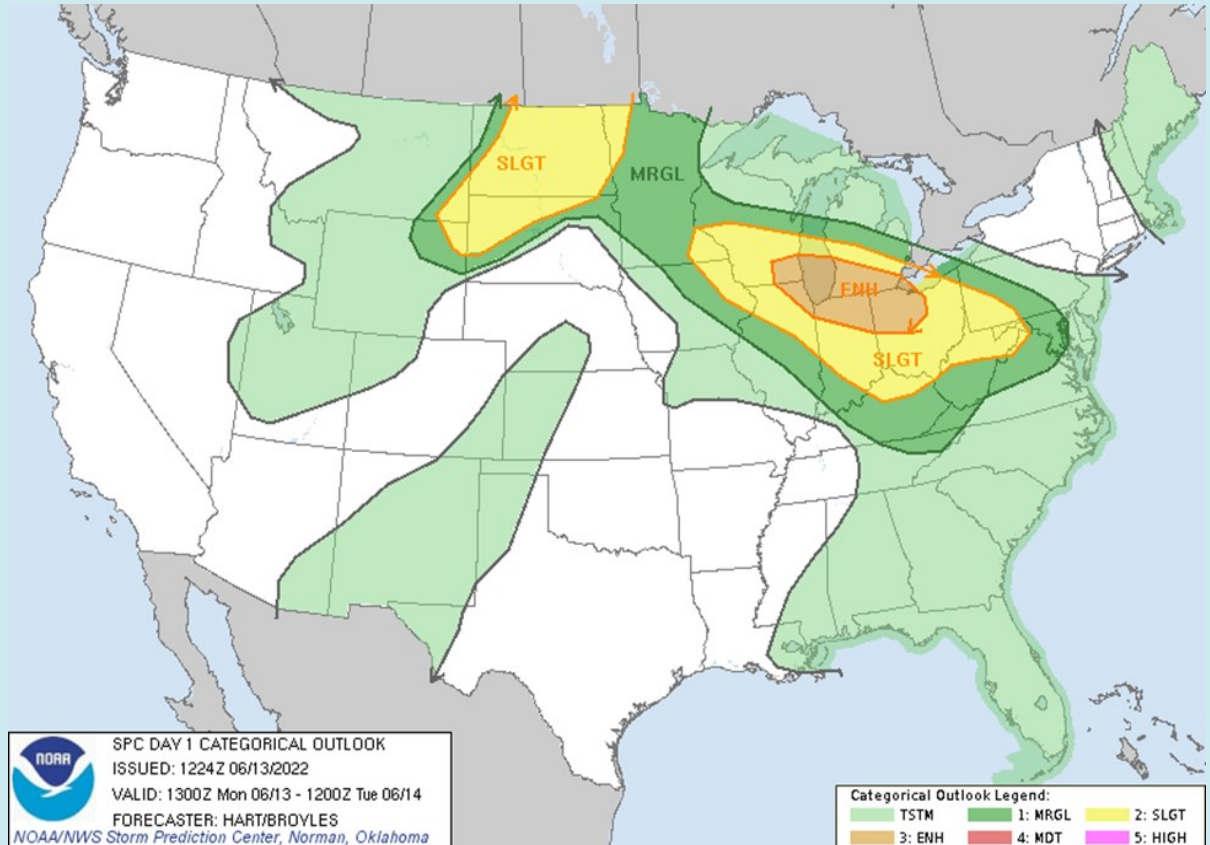 SLGT
MRGL
ENH
SLGT
NOAA
SPC DAY 1 CATEGORICAL OUTLOOK
ISSUED: 1224Z 06/13/2022
VALID: 1300Z Mon 06/13 - 1200Z Tue 06/14
FORECASTER: HART/BROYLES
NOAA/NWS Storm Prediction Center, Norman, Oklahoma
Categorical Outlook Legend:
TSTM 1: MRGL 2: SLGT
3: ENH 4: MDT 5: HIGH